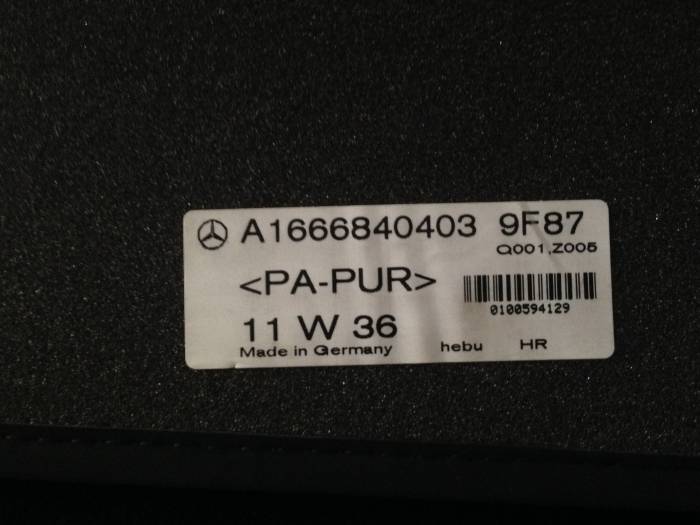 A1666840403 9F87
Q001,Z005
<PA-PUR>
0100594129
11 W 36
Made in Germany hebu HR